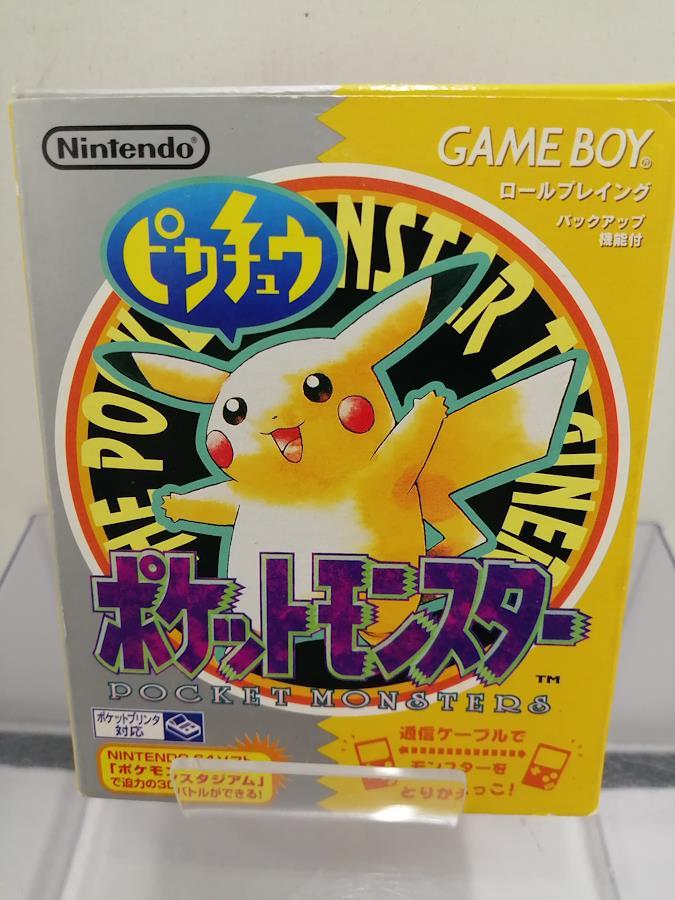 Nintendo®
GAME BOY®
ロールプレイング
バックアップ
機能付
ピカチュウ
ポケットモンスター
TM
POCKET MONSTERS
ポケットプリンタ
対応
NINTENDO 64ソフト
「ポケモンスタジアム」
で迫力の3D
バトルができる!
通信ケーブルで
モンスターを
とりかえっこ!